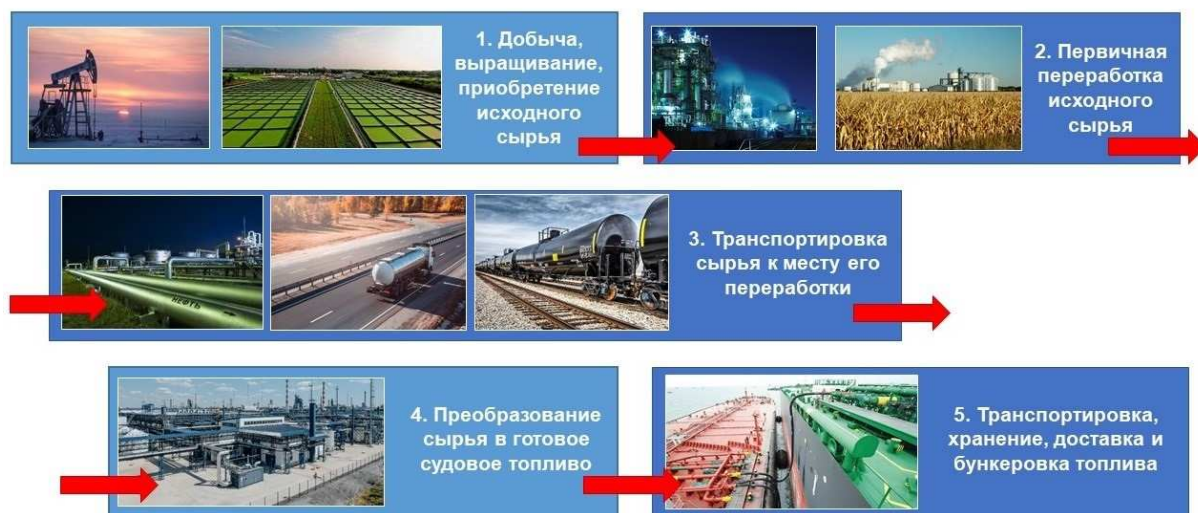 1. Добыча,
выращивание,
приобретение
исходного
сырья
2. Первичная
переработка
исходного
сырья
НЕФТЬ
3. Транспортировка
сырья к месту его
переработки
4. Преобразование
сырья в готовое
судовое топливо
5. Транспортировка,
хранение, доставка и
бункеровка топлива